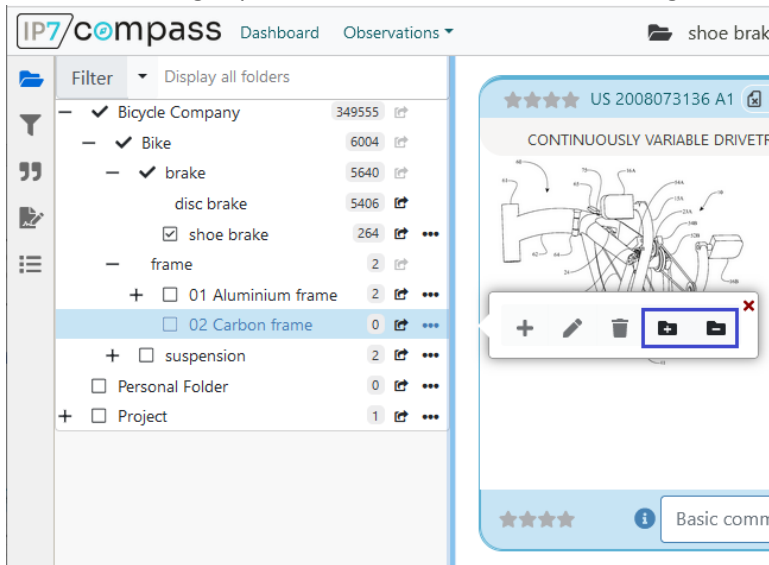 IP7/compass Dashboard Observations shoe brak
Filter Display all folders
Bicycle Company 349555
Bike 6004
brake 5640
disc brake 5406
shoe brake 264
frame 2
01 Aluminium frame 2
02 Carbon frame 0
suspension 2
Personal Folder 0
Project 1
US 2008073136 A1
CONTINUOUSLY VARIABLE DRIVETR
Basic comm